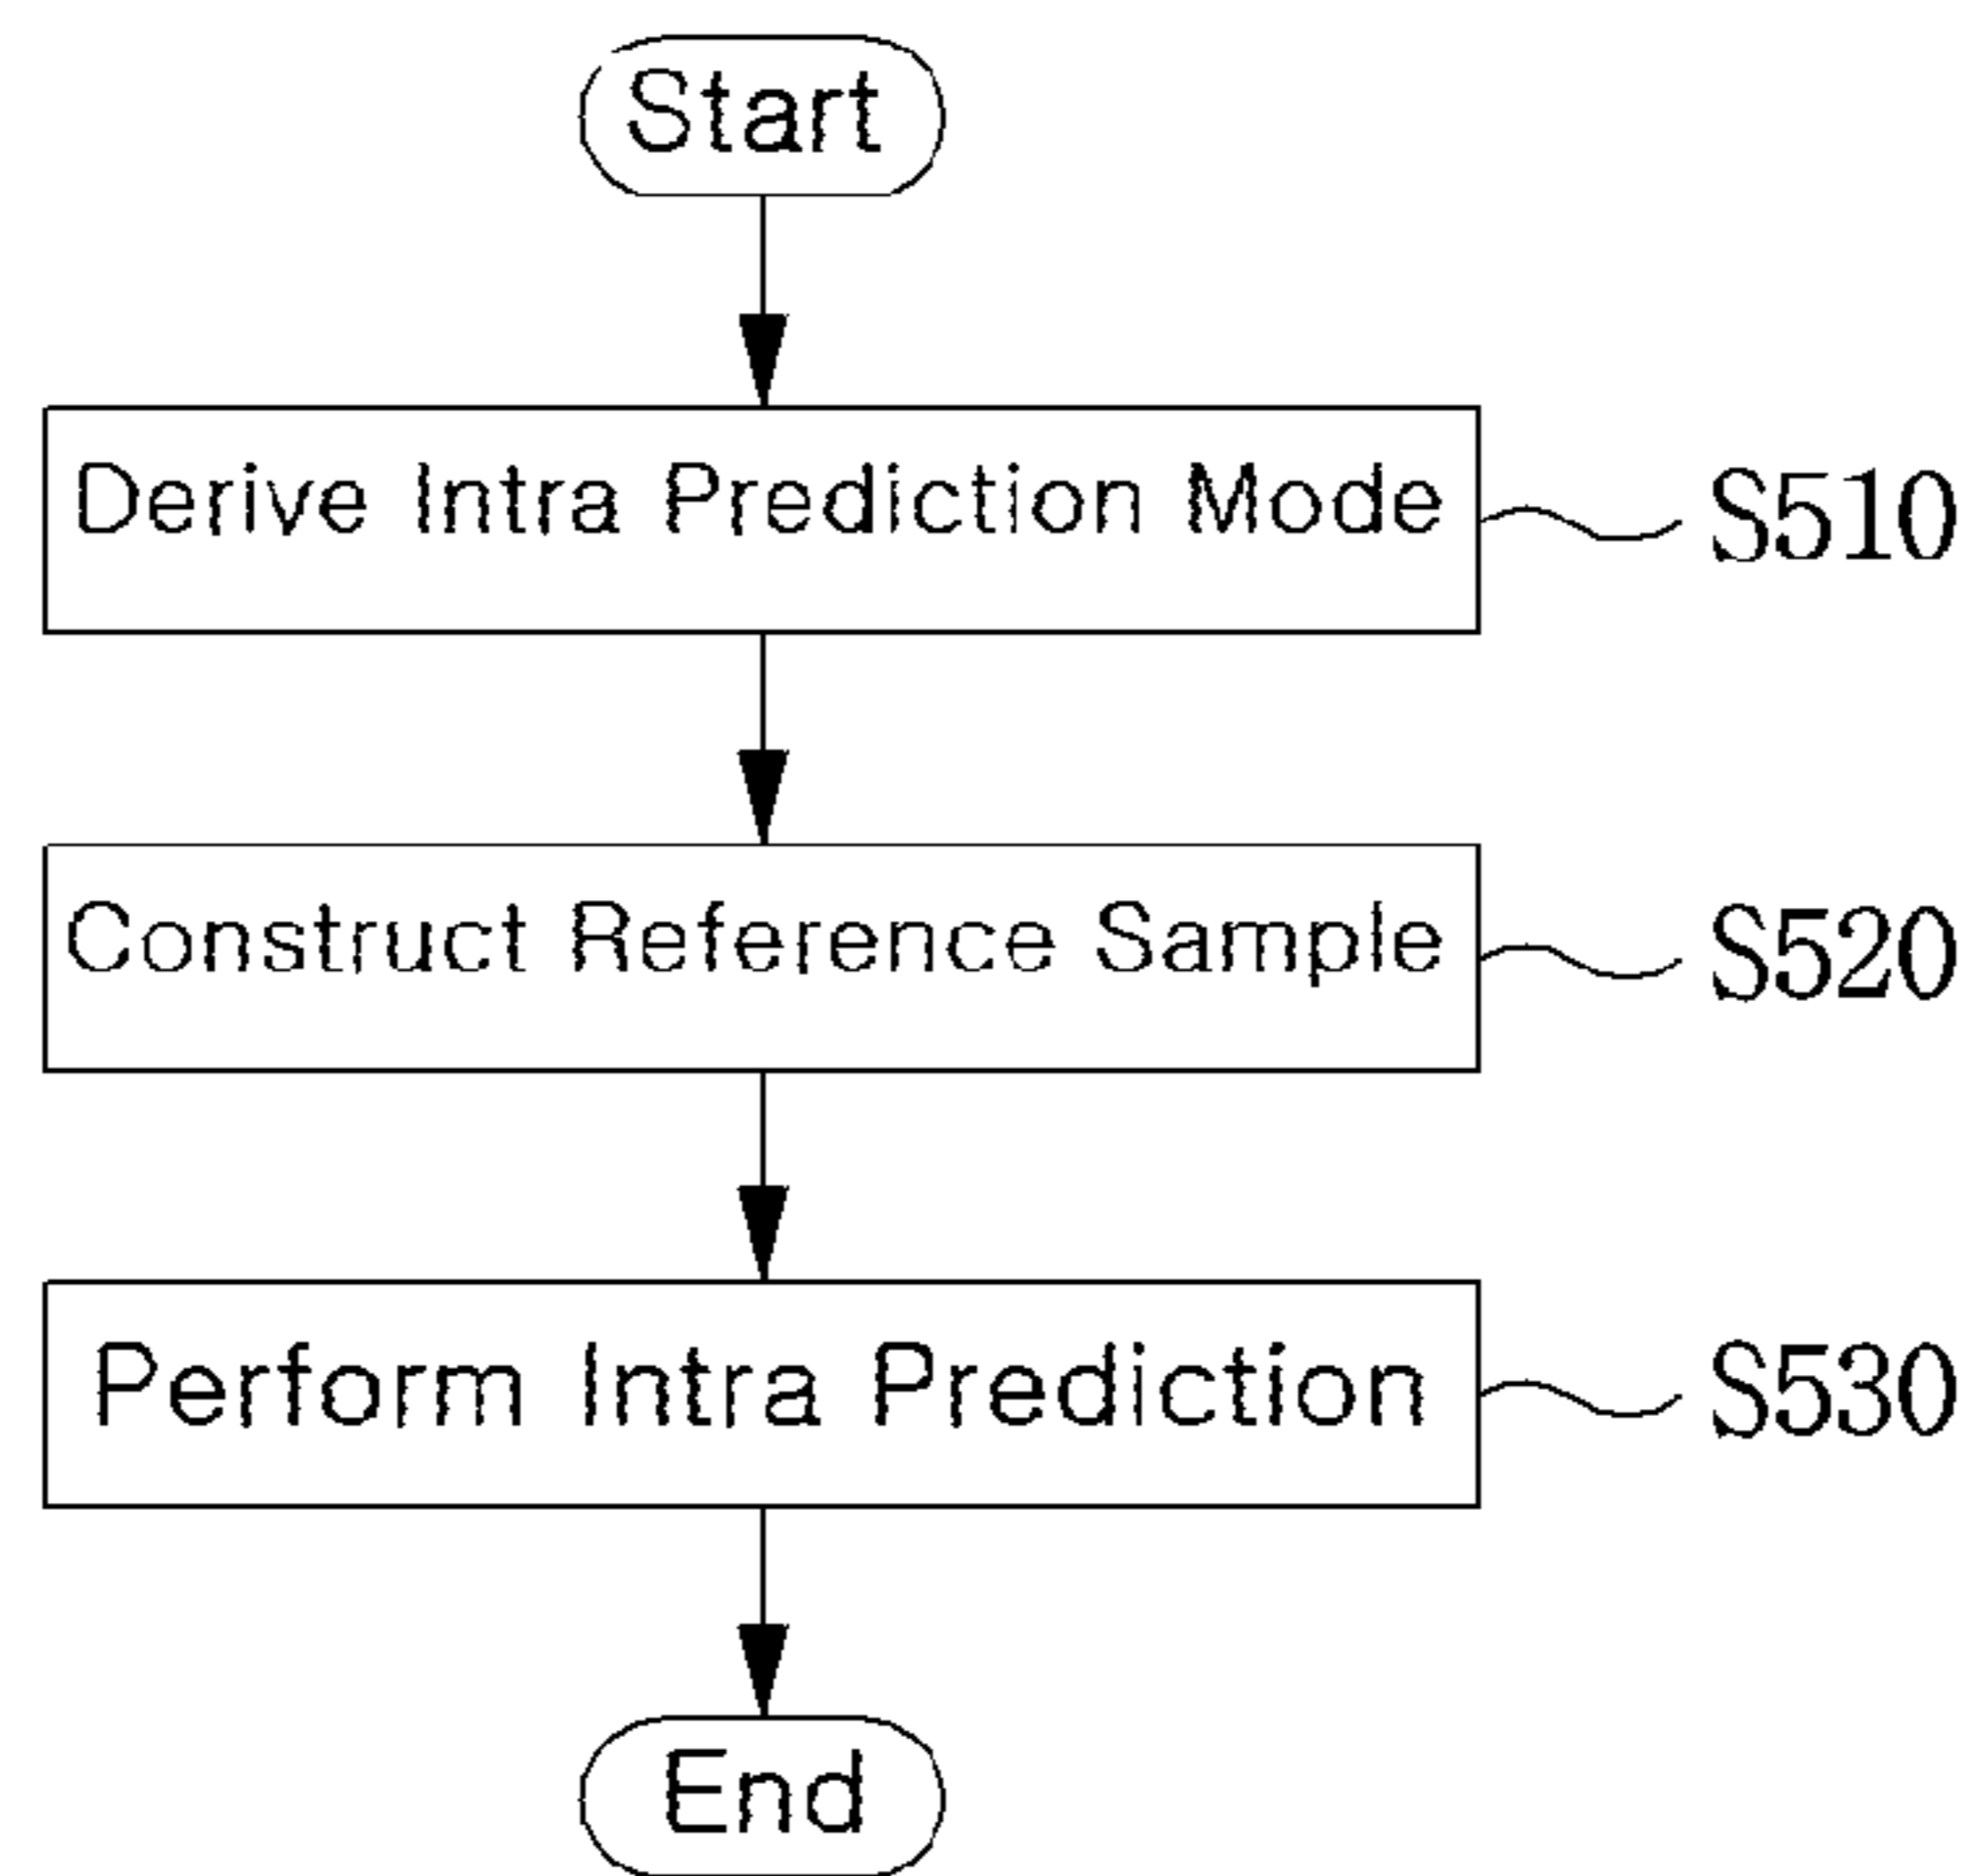 Start
Derive Intra Prediction Mode
S510
Construct Reference Sample
S520
Perform Intra Prediction
S530
End